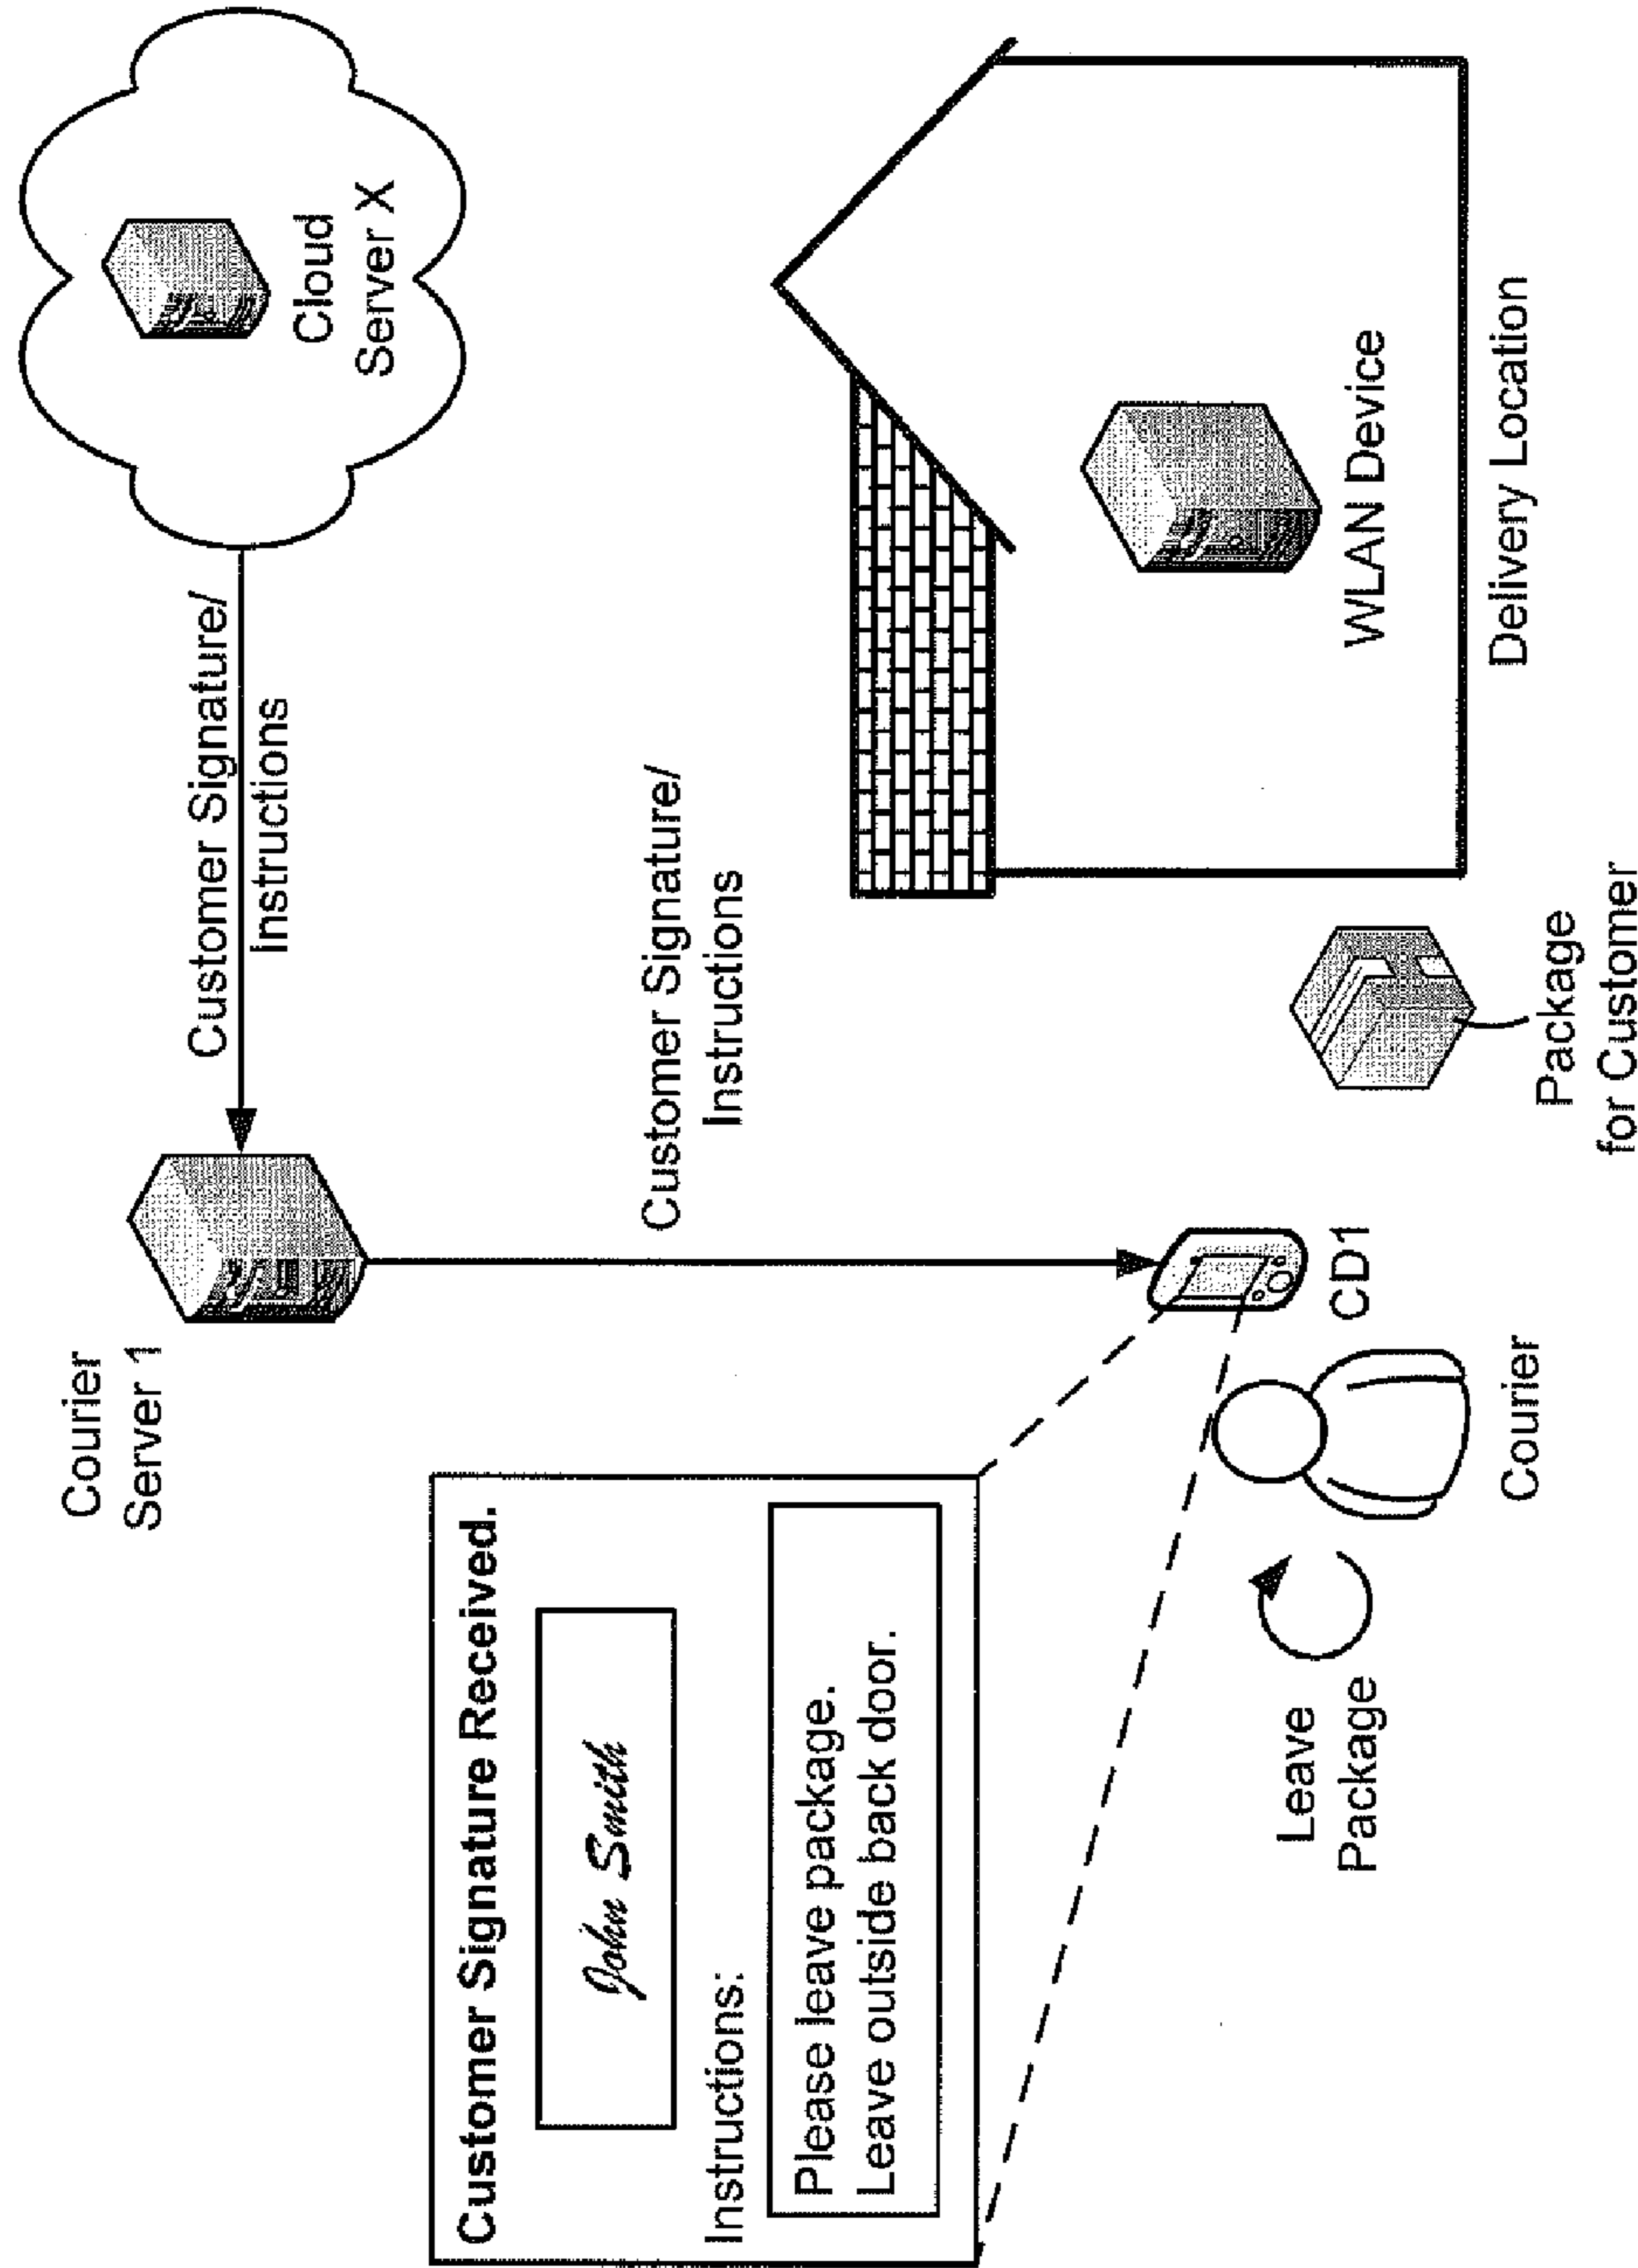 Courier
Server 1
Customer Signature/
Instructions
Cloud
Server X
Customer Signature Received.
John Smith
Instructions:
Please leave package.
Leave outside back door.
Customer Signature/
Instructions
Leave
Package
Courier
CD1
Package
for Customer
WLAN Device
Delivery Location